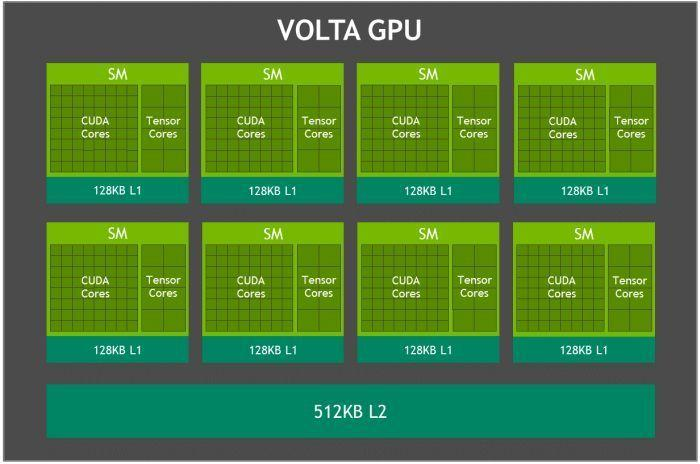 VOLTA GPU
SM
CUDA
Cores
Tensor
Cores
128KB L1
SM
CUDA
Cores
Tensor
Cores
128KB L1
SM
CUDA
Cores
Tensor
Cores
128KB L1
SM
CUDA
Cores
Tensor
Cores
128KB L1
SM
CUDA
Cores
Tensor
Cores
128KB L1
SM
CUDA
Cores
Tensor
Cores
128KB L1
SM
CUDA
Cores
Tensor
Cores
128KB L1
SM
CUDA
Cores
Tensor
Cores
128KB L1
512KB L2